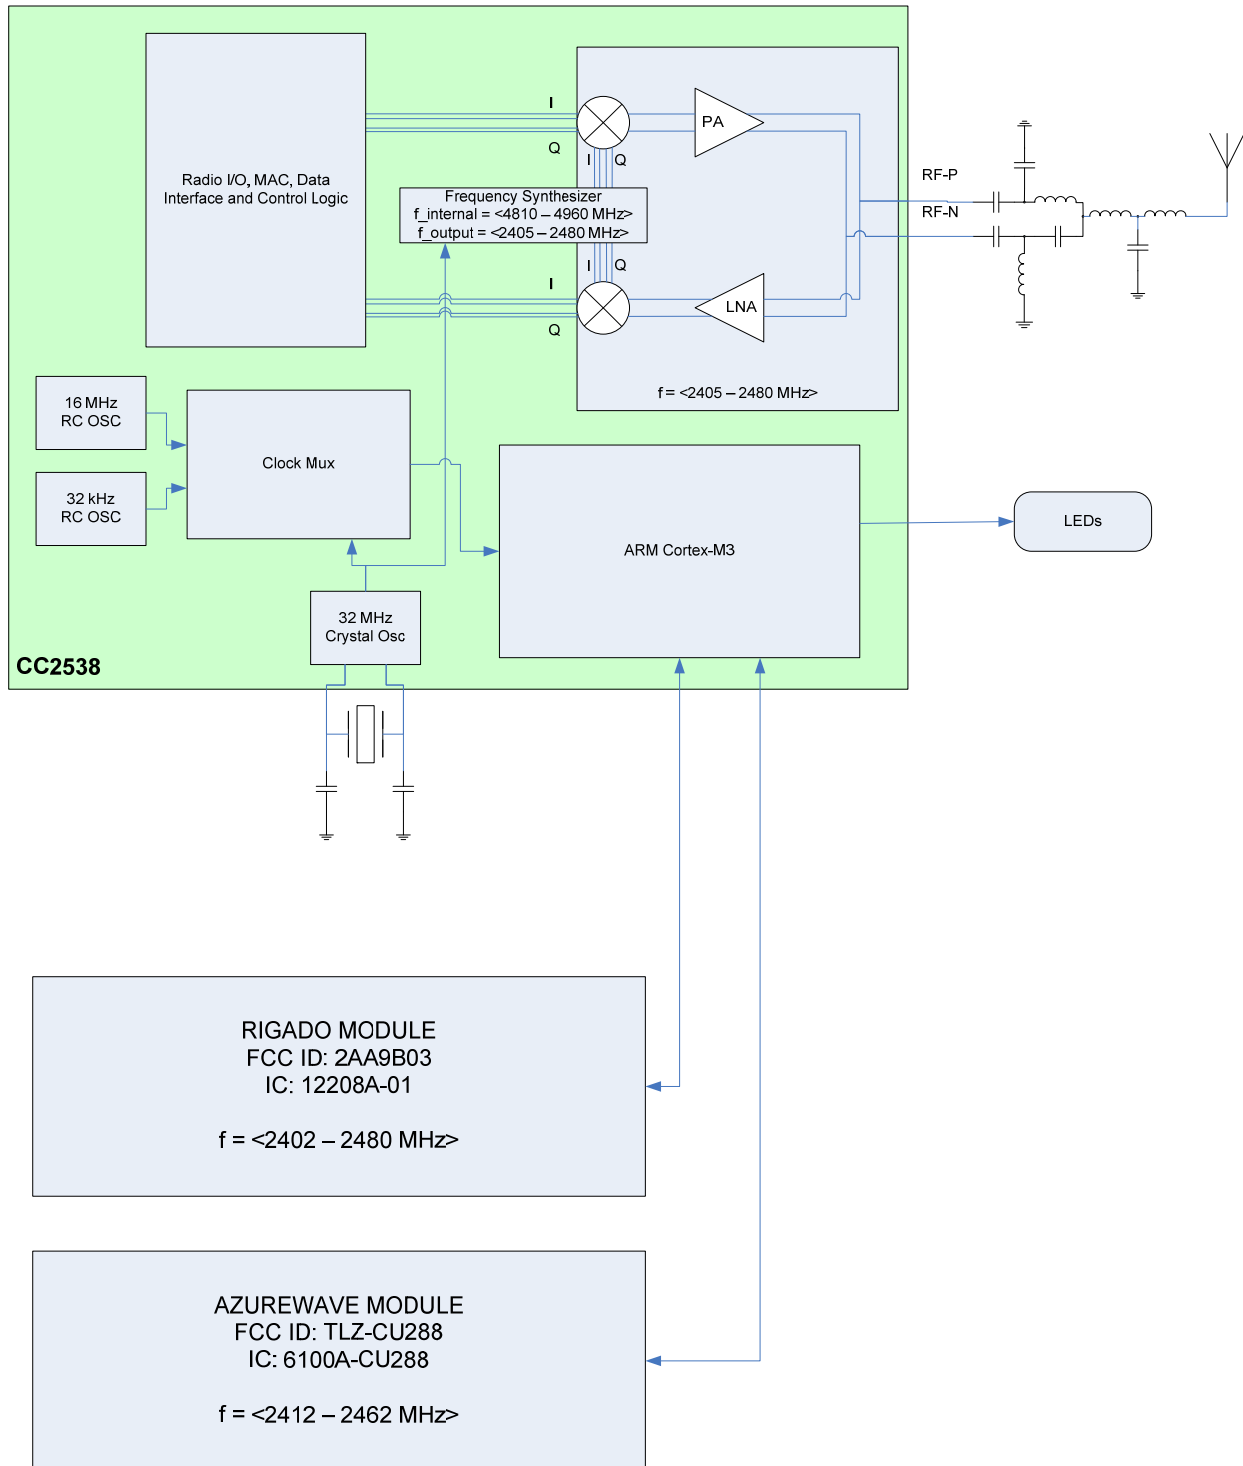 Radio I/O, MAC, Data
Interface and Control Logic
I
Q
I
Q
PA
Frequency Synthesizer
f_internal = <4810 – 4960 MHz>
f_output = <2405 – 2480 MHz>
I
Q
I
Q
LNA
f = <2405 – 2480 MHz>
RF-P
RF-N
16 MHz
RC OSC
32 kHz
RC OSC
Clock Mux
ARM Cortex-M3
LEDs
32 MHz
Crystal Osc
CC2538
RIGADO MODULE
FCC ID: 2AA9B03
IC: 12208A-01
f = <2402 – 2480 MHz>
AZUREWAVE MODULE
FCC ID: TLZ-CU288
IC: 6100A-CU288
f = <2412 – 2462 MHz>